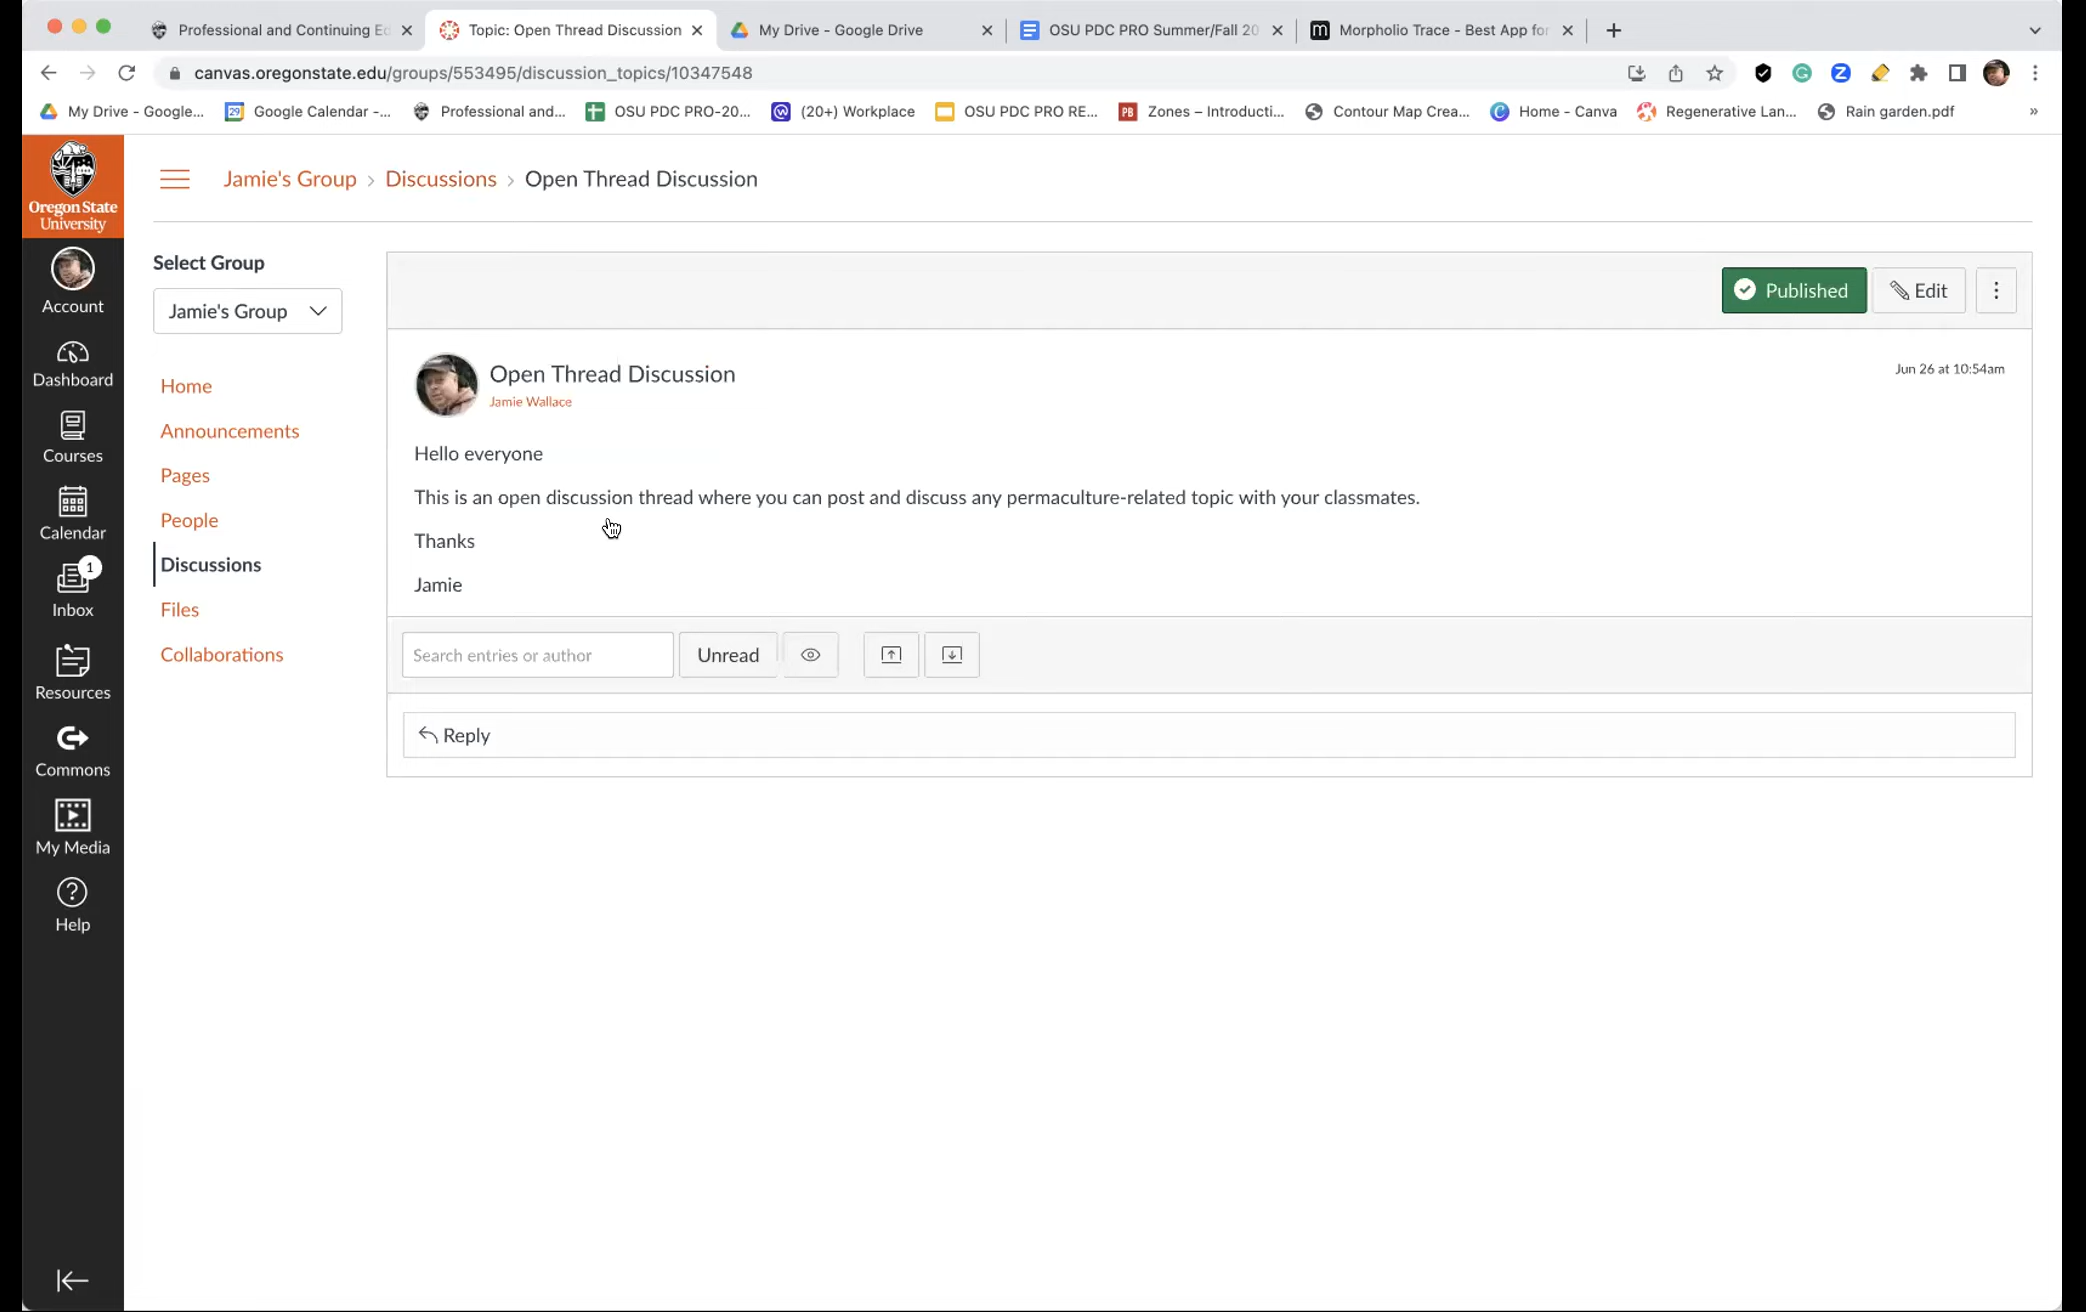 Professional and Continuing Ed
Topic: Open Thread Discussion
My Drive - Google Drive
OSU PDC PRO Summer/Fall 20
Morpholio Trace - Best App for
canvas.oregonstate.edu/groups/553495/discussion_topics/10347548
My Drive - Google...
Google Calendar -...
Professional and...
OSU PDC PRO-20...
(20+) Workplace
OSU PDC PRO RE...
PB
Zones – Introducti...
Contour Map Crea...
Home - Canva
Regenerative Lan...
Rain garden.pdf
»
Oregon State
University
Account
Dashboard
Courses
Calendar
1
Inbox
Resources
Commons
My Media
Help
Jamie's Group › Discussions › Open Thread Discussion
Select Group
Jamie's Group
Home
Announcements
Pages
People
Discussions
Files
Collaborations
Published
Edit
Open Thread Discussion
Jamie Wallace
Jun 26 at 10:54am
Hello everyone
This is an open discussion thread where you can post and discuss any permaculture-related topic with your classmates.
Thanks
Jamie
Search entries or author
Unread
Reply